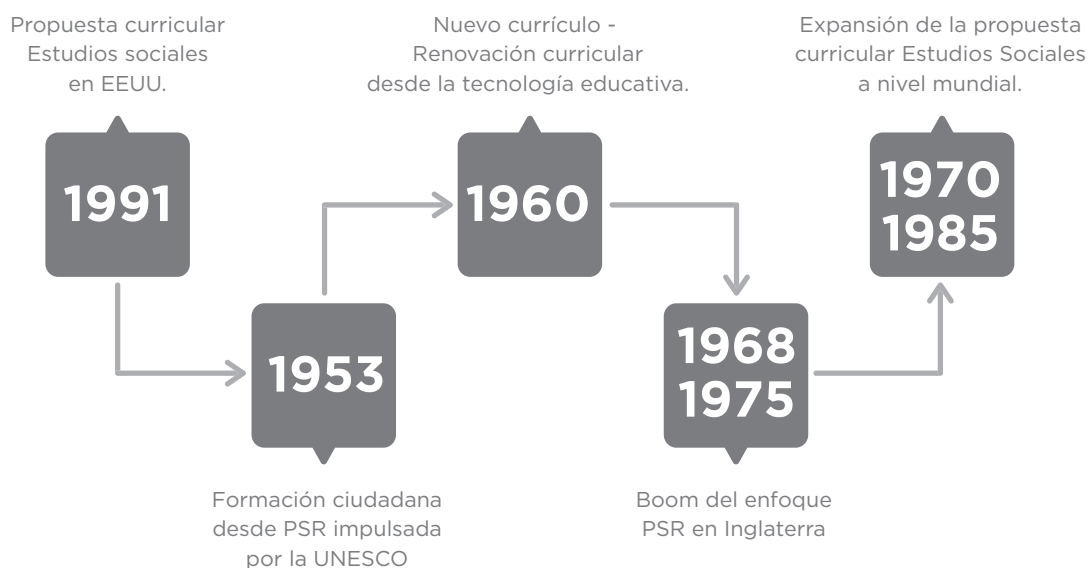 Propuesta curricular
Estudios sociales
en EEUU.
1991
1953
Formación ciudadana
desde PSR impulsada
por la UNESCO
Nuevo currículo -
Renovación curricular
desde la tecnología educativa.
1960
1968
1975
Boom del enfoque
PSR en Inglaterra
Expansión de la propuesta
curricular Estudios Sociales
a nivel mundial.
1970
1985